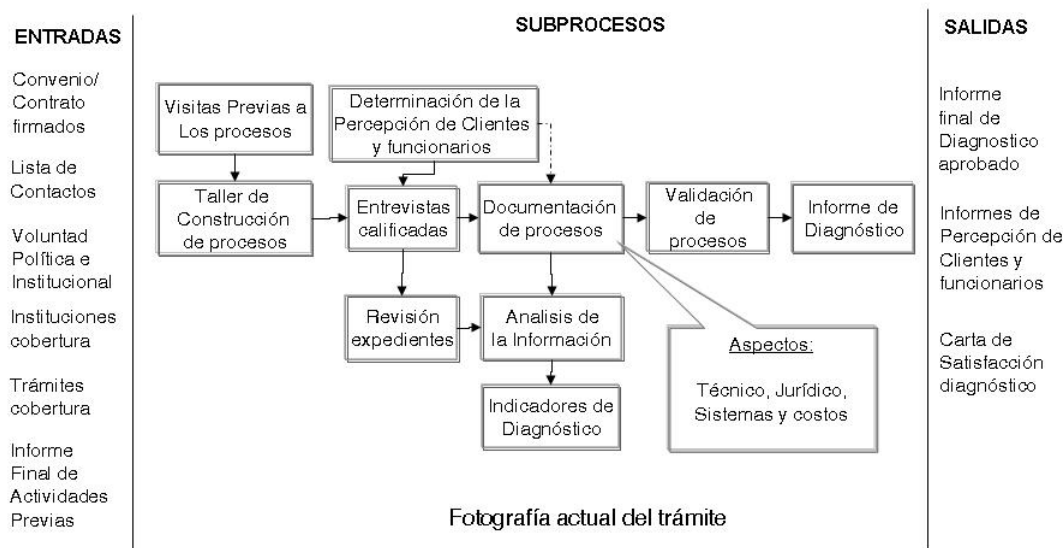 ENTRADAS
Convenio/
Contrato
firmados
Lista de
Contactos
Voluntad
Política e
Institucional
Instituciones
cobertura
Trámites
cobertura
Informe
Final de
Actividades
Previas
SUBPROCESOS
Visitas Previas a
Los procesos
Determinación de la
Percepción de Clientes
y funcionarios
Taller de
Construcción
de procesos
Entrevistas
calificadas
Documentación
de procesos
Validación
de
procesos
Informe de
Diagnóstico
Revisión
expedientes
Analisis de
la Información
Indicadores de
Diagnóstico
Aspectos:
Técnico, Jurídico,
Sistemas y costos
Fotografía actual del trámite
SALIDAS
Informe
final de
Diagnostico
aprobado
Informes de
Percepción de
Clientes y
funcionarios
Carta de
Satisfacción
diagnóstico